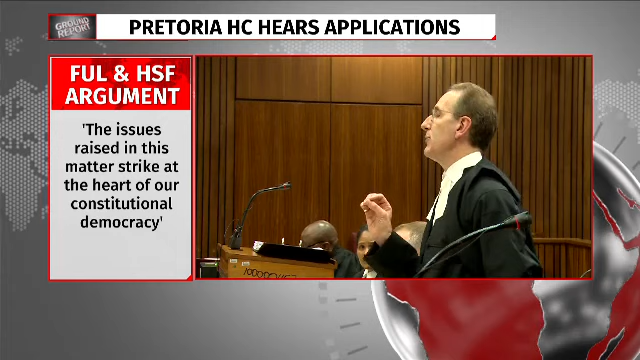 GROUND REPORT
PRETORIA HC HEARS APPLICATIONS
FUL & HSF
ARGUMENT
'The issues
raised in this
matter strike at
the heart of our
constitutional
democracy'